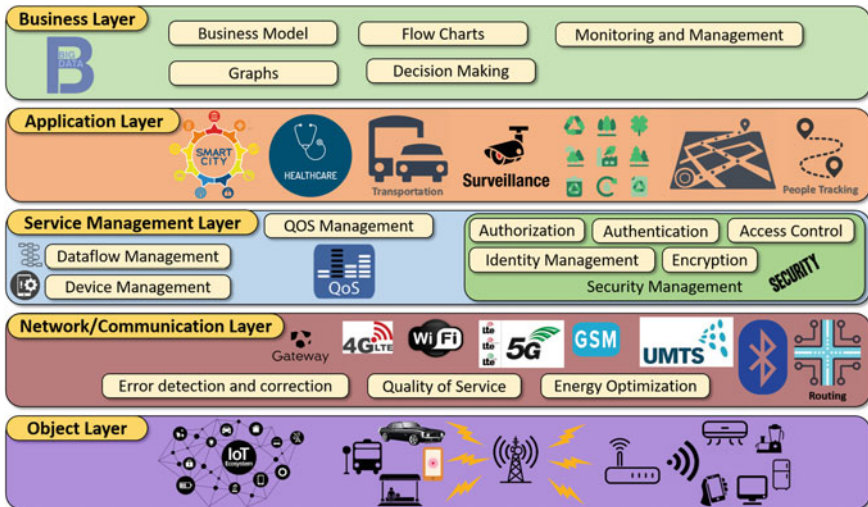 Business Layer
BIG
DATA
Business Model
Flow Charts
Monitoring and Management
Graphs
Decision Making
Application Layer
SMART
CITY
HEALTHCARE
Transportation
Surveillance
People Tracking
Service Management Layer
QOS Management
Dataflow Management
Device Management
QoS
Authorization
Authentication
Access Control
Identity Management
Encryption
Security Management
SECURITY
Network/Communication Layer
Gateway
4G LTE
WiFi
lte
lte
lte
5G
GSM
UMTS
Routing
Error detection and correction
Quality of Service
Energy Optimization
Object Layer
IoT
Ecosystem